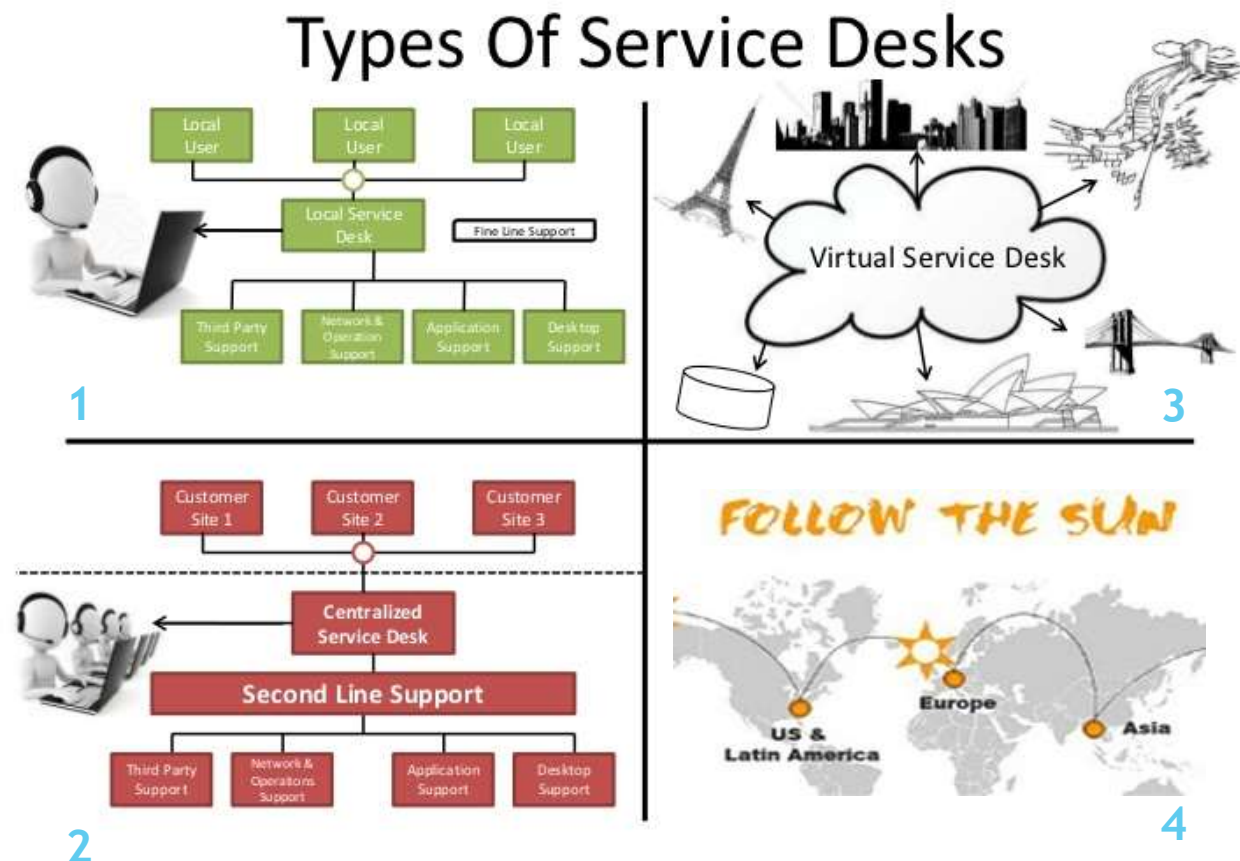 Types Of Service Desks
Local
User
Local
User
Local
User
Local Service
Desk
Fine Line Support
Third Party
Support
Network &
Operation
Support
Application
Support
Desktop
Support
1
Customer
Site 1
Customer
Site 2
Customer
Site 3
Centralized
Service Desk
Second Line Support
Third Party
Support
Network &
Operations
Support
Application
Support
Desktop
Support
2
Virtual Service Desk
3
FOLLOW THE SUN
Europe
US &
Latin America
Asia
4